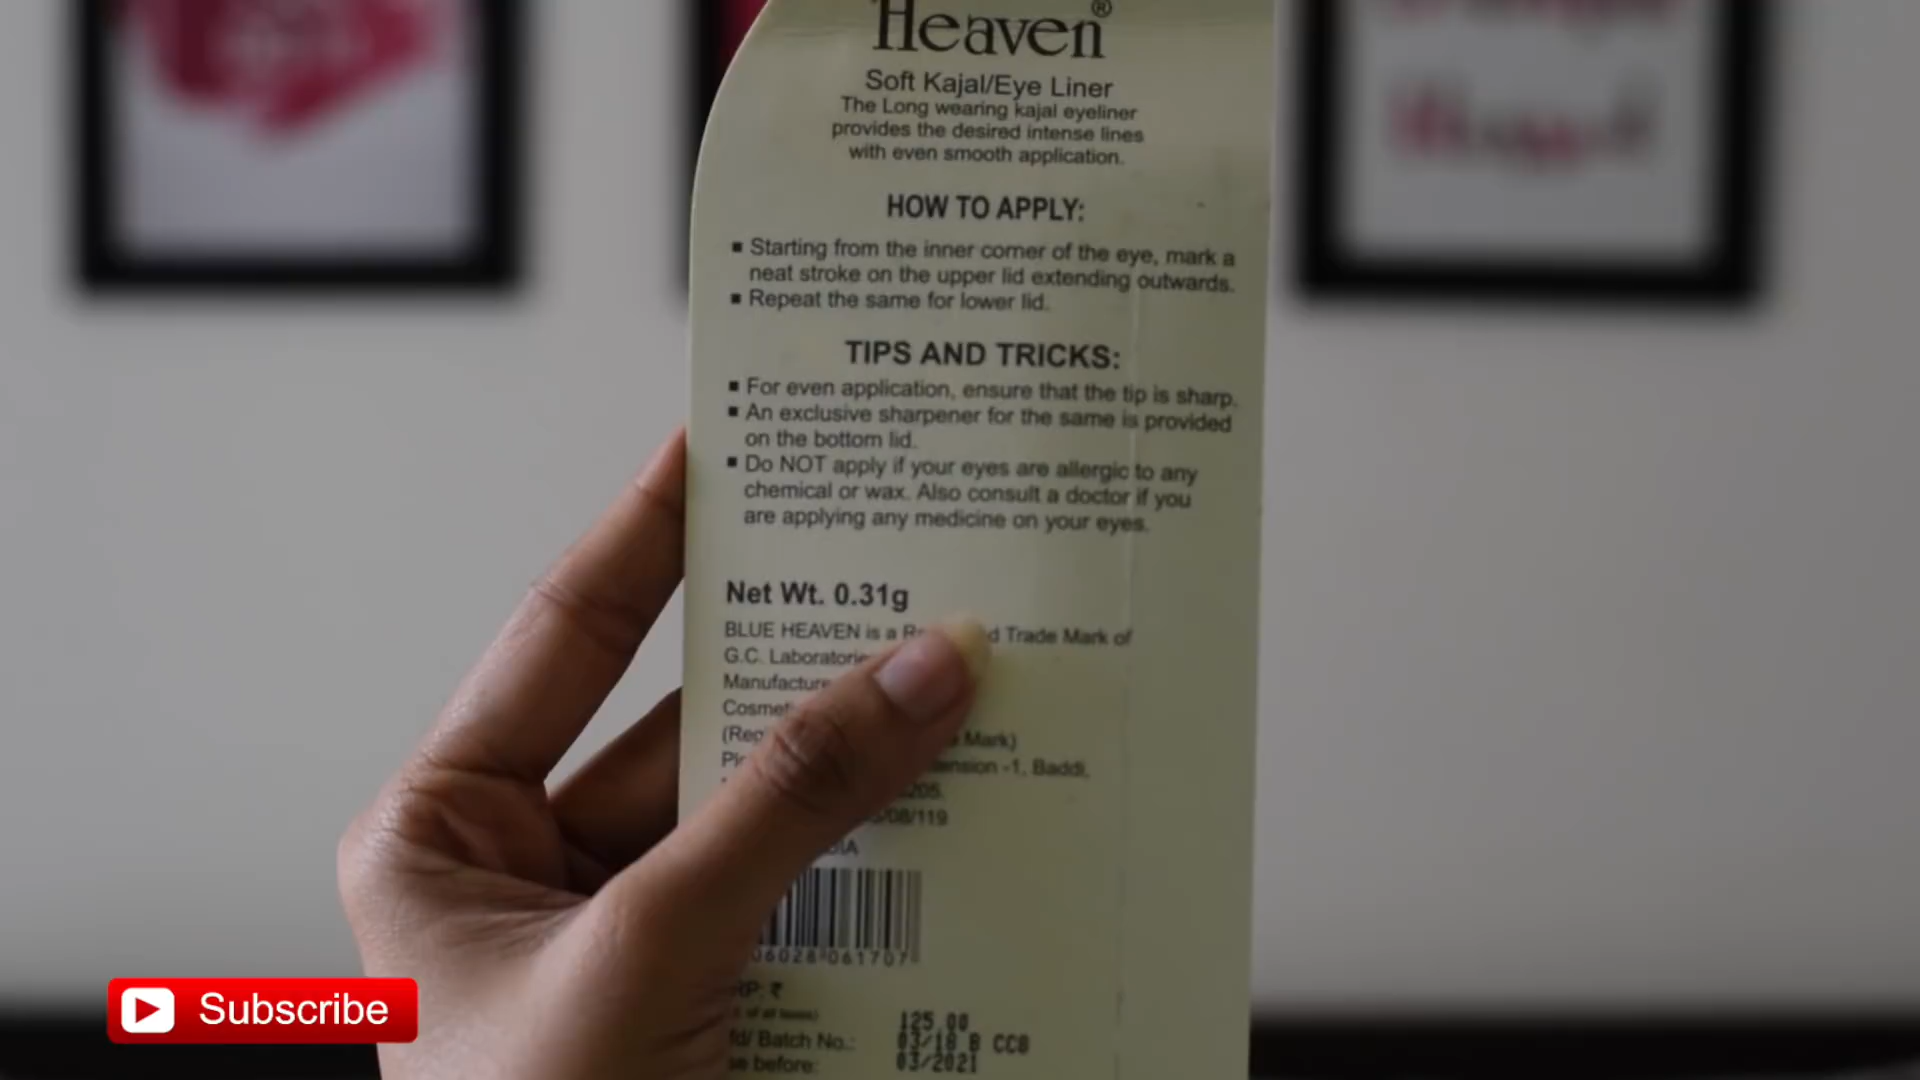 Heaven®
Soft Kajal/Eye Liner
The Long wearing kajal eyeliner
provides the desired intense lines
with even smooth application.
HOW TO APPLY:
▪ Starting from the inner corner of the eye, mark a
neat stroke on the upper lid extending outwards.
▪ Repeat the same for lower lid.
TIPS AND TRICKS:
▪ For even application, ensure that the tip is sharp.
▪ An exclusive sharpener for the same is provided
on the bottom lid.
▪ Do NOT apply if your eyes are allergic to any
chemical or wax. Also consult a doctor if you
are applying any medicine on your eyes.
Net Wt. 0.31g
BLUE HEAVEN is a Trade Mark of
G.C.
Mark)
-1, Baddi,
/08/119
06028 061707
₹
125.00
Batch No.: 03/18 B CC8
before: 03/2021
Subscribe